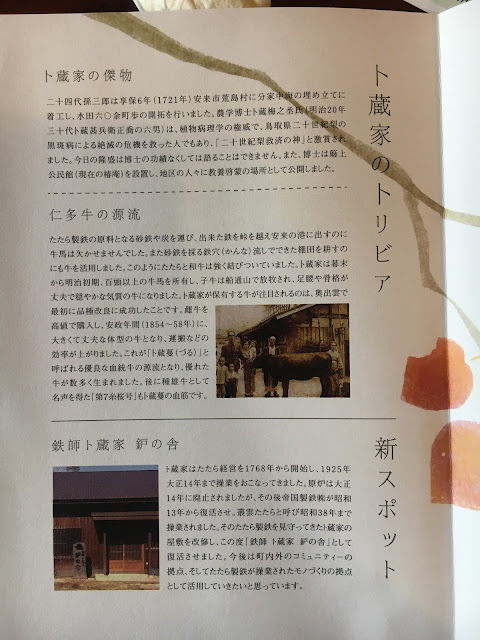 卜蔵家のトリビア
卜蔵家の傑物
二十四代孫三郎は享保6年(1721年)安来市荒島村に分家中海の埋め立てに
着工し、水田六〇余町歩の開拓を行いました。農学博士卜蔵梅之丞氏(明治20年
三十代卜蔵甚兵衛正貴の六男)は、植物病理学の権威で、鳥取県二十世紀梨の
黒斑病による絶滅の危機を救った人でもあり、「二十世紀梨救済の神」と激賞され
ました。今日の隆盛は博士の功績なくしては語ることはできません。また、博士は廟上
公民館(現在の椿庵)を設置し、地区の人々に教養啓蒙の場所として公開しました。
仁多牛の源流
たたら製鉄の原料となる砂鉄や炭を運び、出来た鉄を峠を越え安来の港に出すのに
牛馬は欠かせませんでした。また砂鉄を採る鉄穴(かんな)流しでできた棚田を耕すの
にも牛を活用しました。このようにたたらと和牛は強く結びついていました。卜蔵家は幕末
から明治初期、百頭以上の牛馬を所有し、子牛は船通山で放牧され、足腰や骨格が
丈夫で穏やかな気質の牛になりました。卜蔵家が保有する牛が注目されるのは、奥出雲で
最初に品種改良に成功したことです。雌牛を
高値で購入し、安政年間(1854〜58年)に、
大きくて丈夫な体型の牛となり、運搬などの
効率が上がりました。これが「卜蔵蔓(づる)」と
呼ばれる優良な血統牛の源流となり、優れた
牛が数多く生まれました。後に種雄牛として
名声を得た「第7糸桜号」も卜蔵蔓の血筋です。
新スポット
鉄師卜蔵家 鈩の舎
卜蔵家はたたら経営を1768年から開始し、1925年
大正14年まで操業をおこなってきました。原炉は大正
14年に廃止されましたが、その後帝国製鉄㈱が昭和
13年から復活させ、叢雲たたらと呼び昭和38年まで
操業されました。そのたたら製鉄を見守ってきた卜蔵家の
屋敷を改修し、この度『鉄師 卜蔵家 鈩の舎』として
復活させました。今後は町内外のコミュニティーの
拠点、そしてたたら製鉄が操業されたモノづくりの拠点
として活用していきたいと思っています。